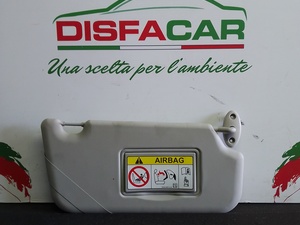 DISFACAR
Una scelta per l'ambiente
AIRBAG